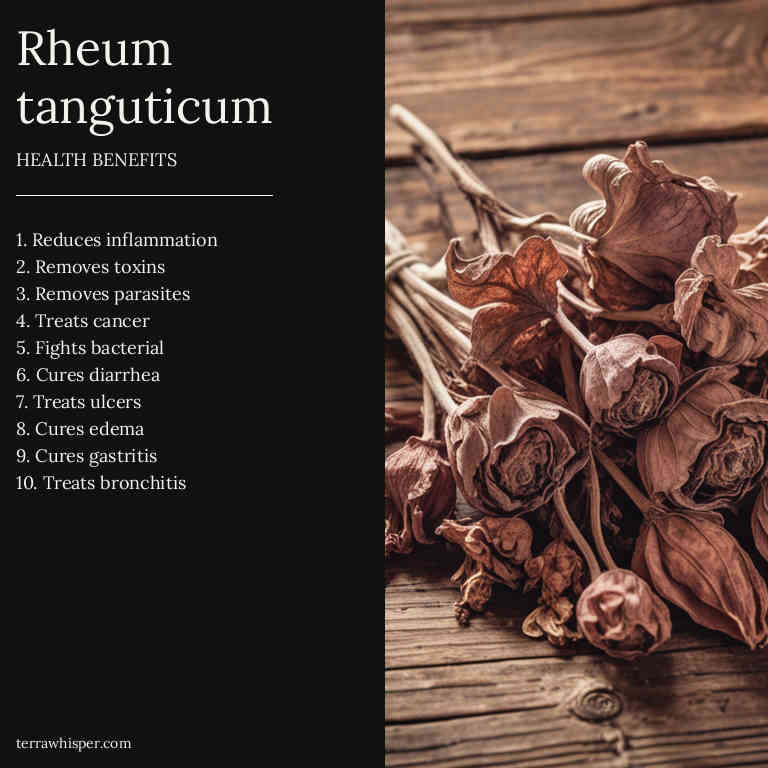 Rheum
tanguticum
HEALTH BENEFITS
1. Reduces inflammation
2. Removes toxins
3. Removes parasites
4. Treats cancer
5. Fights bacterial
6. Cures diarrhea
7. Treats ulcers
8. Cures edema
9. Cures gastritis
10. Treats bronchitis
terrawhisper.com